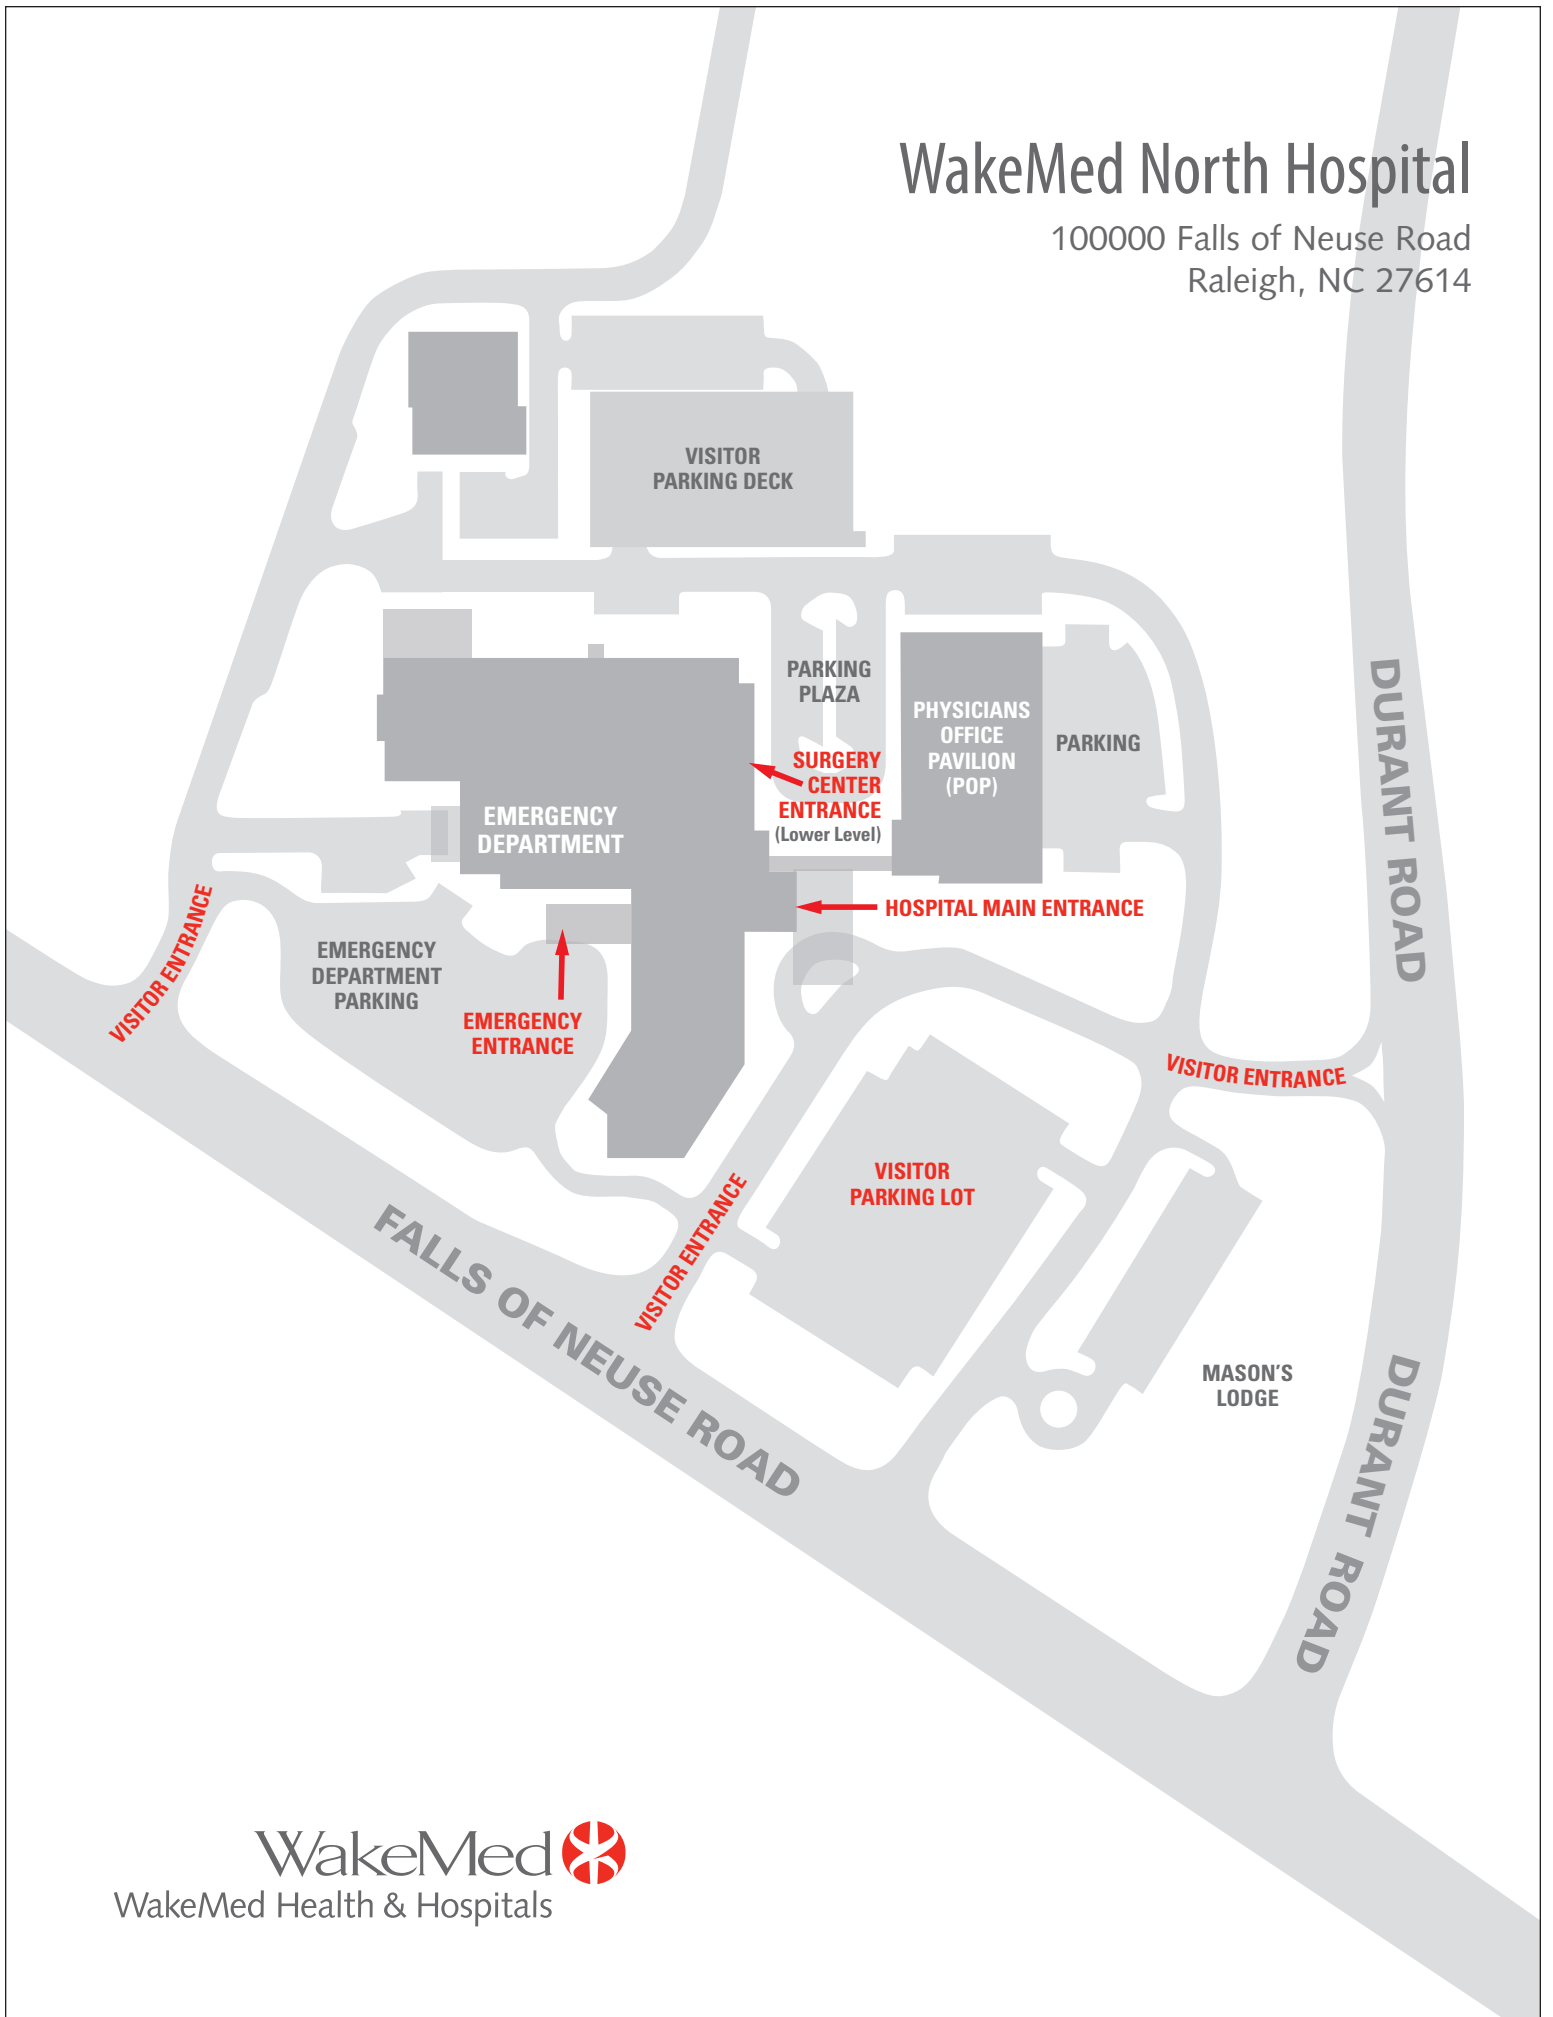 WakeMed North Hospital
100000 Falls of Neuse Road
Raleigh, NC 27614
VISITOR
PARKING DECK
PARKING
PLAZA
PHYSICIANS
OFFICE
PAVILION
(POP)
PARKING
DURANT ROAD
SURGERY
CENTER
ENTRANCE
(Lower Level)
EMERGENCY
DEPARTMENT
HOSPITAL MAIN ENTRANCE
VISITOR ENTRANCE
EMERGENCY
DEPARTMENT
PARKING
EMERGENCY
ENTRANCE
VISITOR ENTRANCE
VISITOR
PARKING LOT
VISITOR ENTRANCE
FALLS OF NEUSE ROAD
MASON'S
LODGE
DURANT ROAD
WakeMed
WakeMed Health & Hospitals